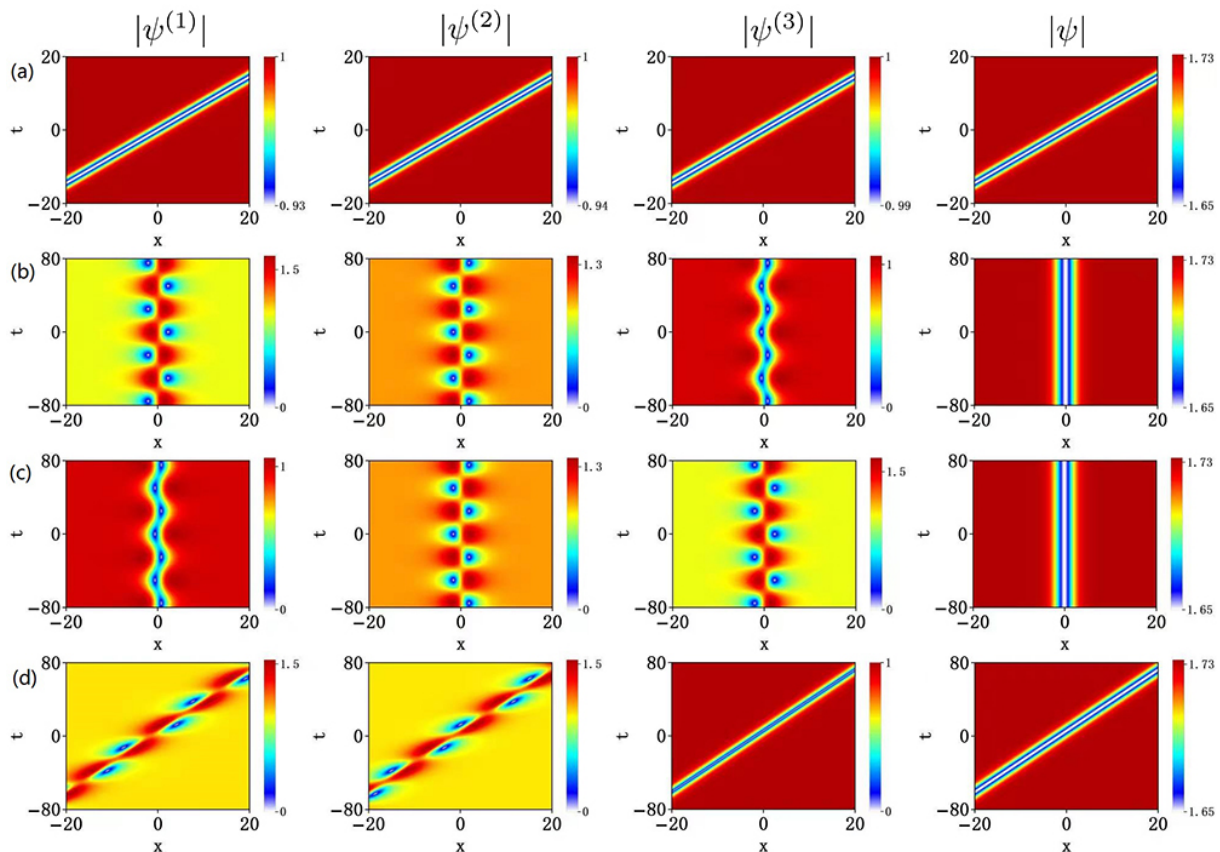 |ψ⁽¹⁾| |ψ⁽²⁾| |ψ⁽³⁾| |ψ|
(a)
20 1 20 1 20 1 20 1.73
t 0 t 0 t 0 t 0
-20 0.93 -20 0.94 -20 0.99 -20 1.65
-20 0 20 -20 0 20 -20 0 20 -20 0 20
x x x x
(b)
80 1.5 80 1.3 80 1 80 1.73
t 0 t 0 t 0 t 0
-80 0 -80 0 -80 0 -80 1.65
-20 0 20 -20 0 20 -20 0 20 -20 0 20
x x x x
(c)
80 1 80 1.3 80 1.5 80 1.73
t 0 t 0 t 0 t 0
-80 0 -80 0 -80 0 -80 1.65
-20 0 20 -20 0 20 -20 0 20 -20 0 20
x x x x
(d)
80 1.5 80 1.5 80 1 80 1.73
t 0 t 0 t 0 t 0
-80 0 -80 0 -80 0 -80 1.65
-20 0 20 -20 0 20 -20 0 20 -20 0 20
x x x x